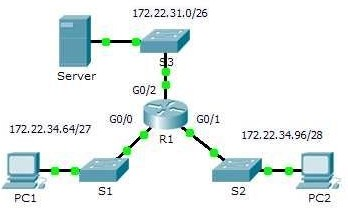 172.22.31.0/26
Server
S3
G0/2
G0/0
G0/1
R1
172.22.34.64/27
172.22.34.96/28
PC1
S1
S2
PC2